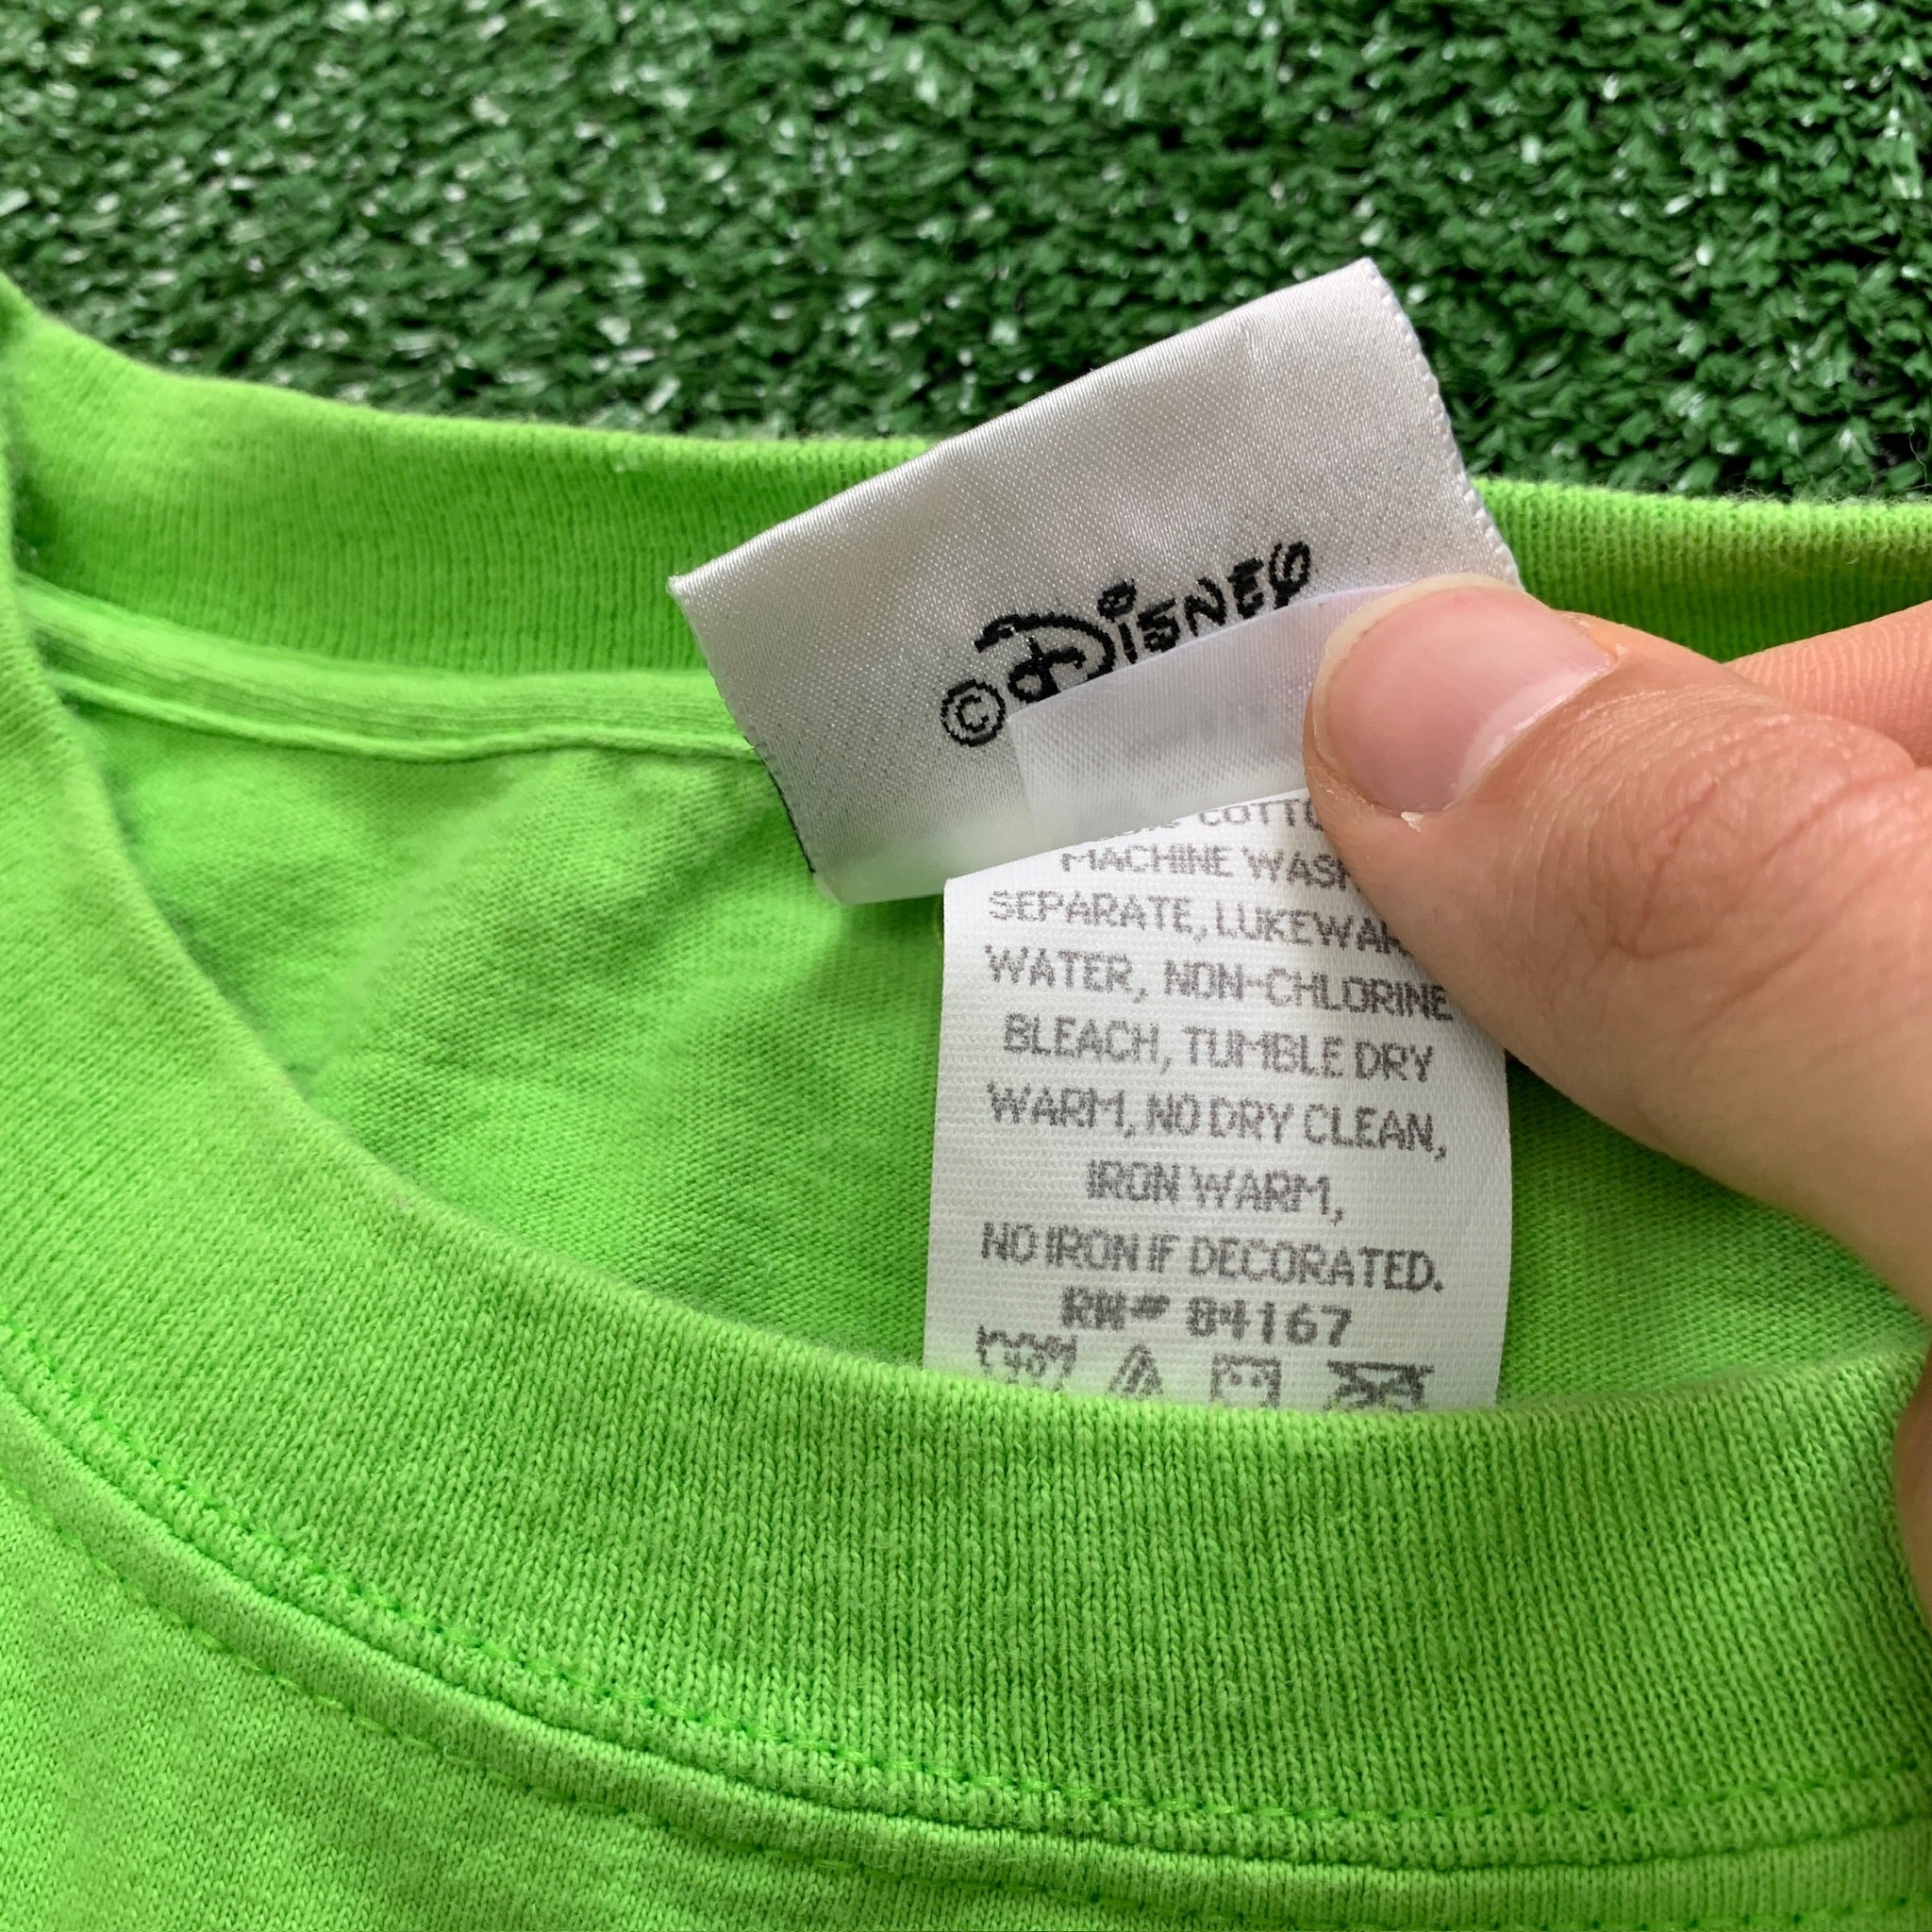 ©DISNEY
MACHINE WASH
SEPARATE, LUKEWARM
WATER, NON-CHLORINE
BLEACH, TUMBLE DRY
WARM, NO DRY CLEAN,
IRON WARM,
NO IRON IF DECORATED.
RN# 84167